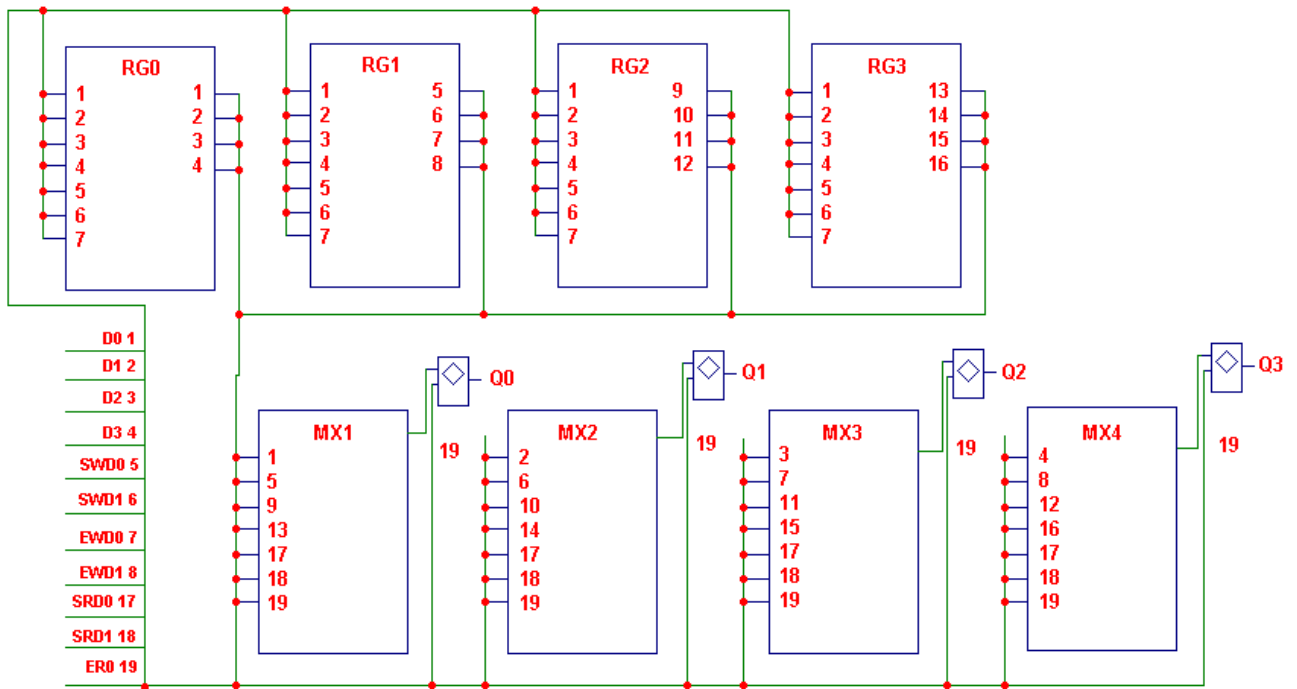 RG0
1 1
2 2
3 3
4 4
5
6
7
RG1
1 5
2 6
3 7
4 8
5
6
7
RG2
1 9
2 10
3 11
4 12
5
6
7
RG3
1 13
2 14
3 15
4 16
5
6
7
D0 1
D1 2
D2 3
D3 4
SWD0 5
SWD1 6
EWD0 7
EWD1 8
SRD0 17
SRD1 18
ER0 19
MX1
1
5
9
13
17
18
19
Q0
19
MX2
2
6
10
14
17
18
19
Q1
19
MX3
3
7
11
15
17
18
19
Q2
19
MX4
4
8
12
16
17
18
19
Q3
19